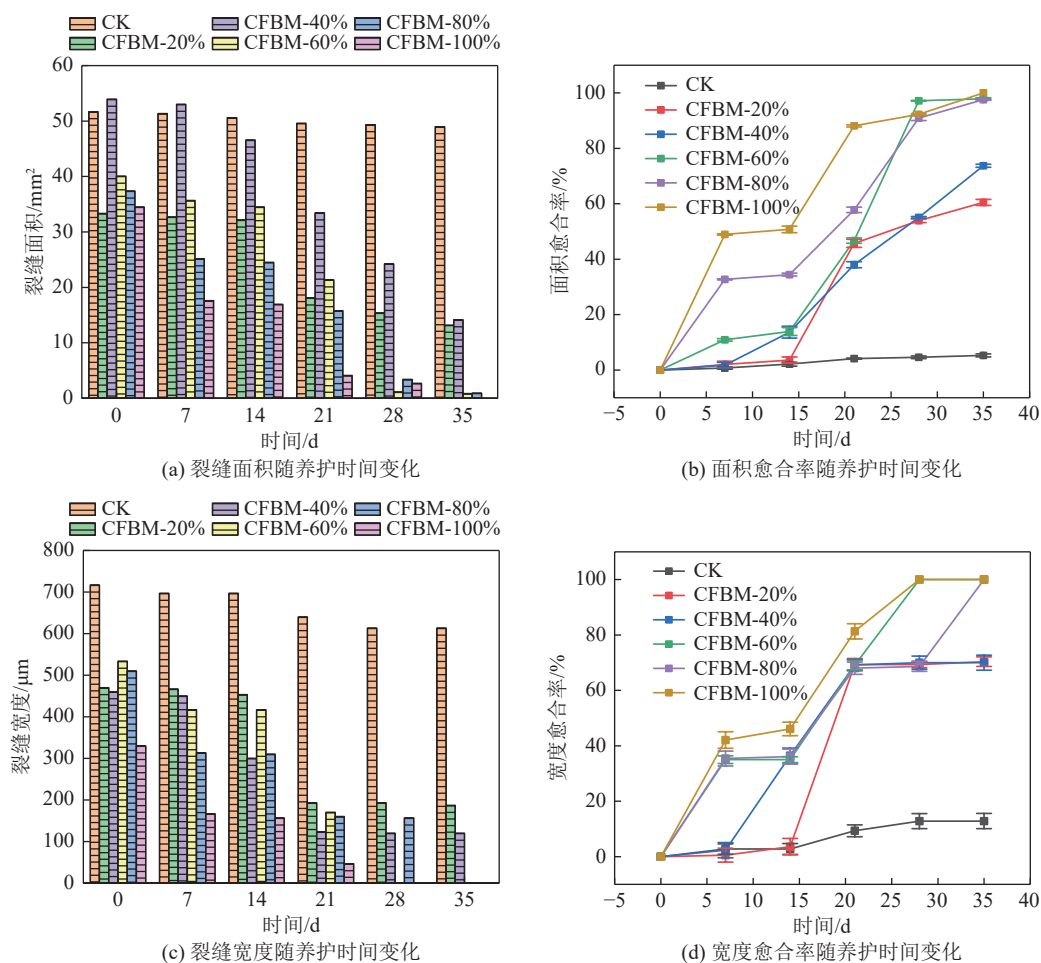 CK CFBM-40% CFBM-80%
CFBM-20% CFBM-60% CFBM-100%
60
50
40
30
20
10
0
裂缝面积/mm²
0 7 14 21 28 35
时间/d
(a) 裂缝面积随养护时间变化
CK
CFBM-20%
CFBM-40%
CFBM-60%
CFBM-80%
CFBM-100%
100
80
60
40
20
0
面积愈合率/%
−5 0 5 10 15 20 25 30 35 40
时间/d
(b) 面积愈合率随养护时间变化
CK CFBM-40% CFBM-80%
CFBM-20% CFBM-60% CFBM-100%
800
700
600
500
400
300
200
100
0
裂缝宽度/μm
0 7 14 21 28 35
时间/d
(c) 裂缝宽度随养护时间变化
CK
CFBM-20%
CFBM-40%
CFBM-60%
CFBM-80%
CFBM-100%
100
80
60
40
20
0
宽度愈合率/%
−5 0 5 10 15 20 25 30 35 40
时间/d
(d) 宽度愈合率随养护时间变化